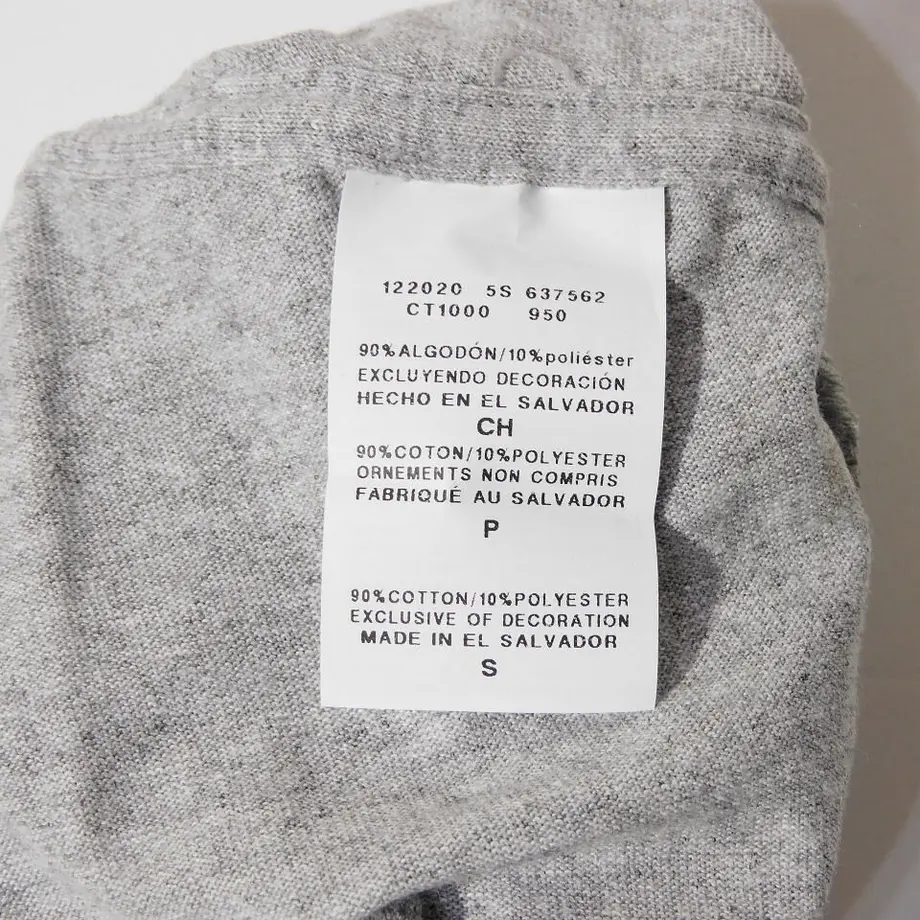 122020 5S 637562
CT1000 950
90%ALGODÓN/10%poliéster
EXCLUYENDO DECORACIÓN
HECHO EN EL SALVADOR
CH
90%COTON/10%POLYESTER
ORNEMENTS NON COMPRIS
FABRIQUÉ AU SALVADOR
P
90%COTTON/10%POLYESTER
EXCLUSIVE OF DECORATION
MADE IN EL SALVADOR
S